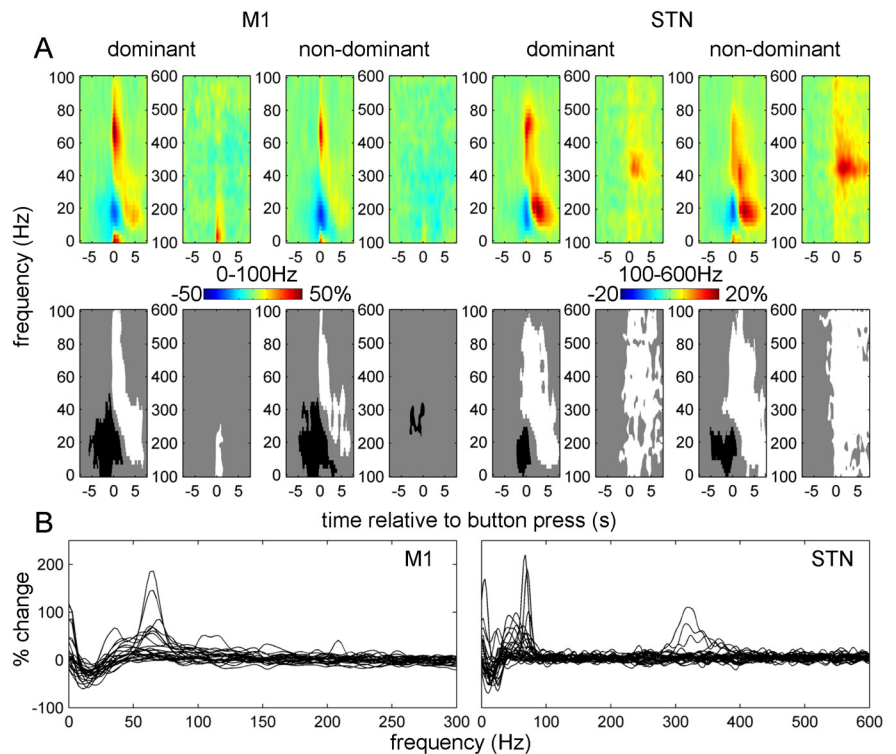 M1 STN
A
dominant non-dominant dominant non-dominant
100 600 100 600 100 600 100 600
80 500 80 500 80 500 80 500
60 400 60 400 60 400 60 400
40 300 40 300 40 300 40 300
20 200 20 200 20 200 20 200
0 100 0 100 0 100 0 100
-5 0 5 -5 0 5 -5 0 5 -5 0 5 -5 0 5 -5 0 5 -5 0 5 -5 0 5
frequency (Hz)
0-100Hz 100-600Hz
-50 50% -20 20%
100 600 100 600 100 600 100 600
80 500 80 500 80 500 80 500
60 400 60 400 60 400 60 400
40 300 40 300 40 300 40 300
20 200 20 200 20 200 20 200
0 100 0 100 0 100 0 100
-5 0 5 -5 0 5 -5 0 5 -5 0 5 -5 0 5 -5 0 5 -5 0 5 -5 0 5
time relative to button press (s)
B
M1 STN
% change
200
100
0
-100
0 50 100 150 200 250 300 0 100 200 300 400 500 600
frequency (Hz)